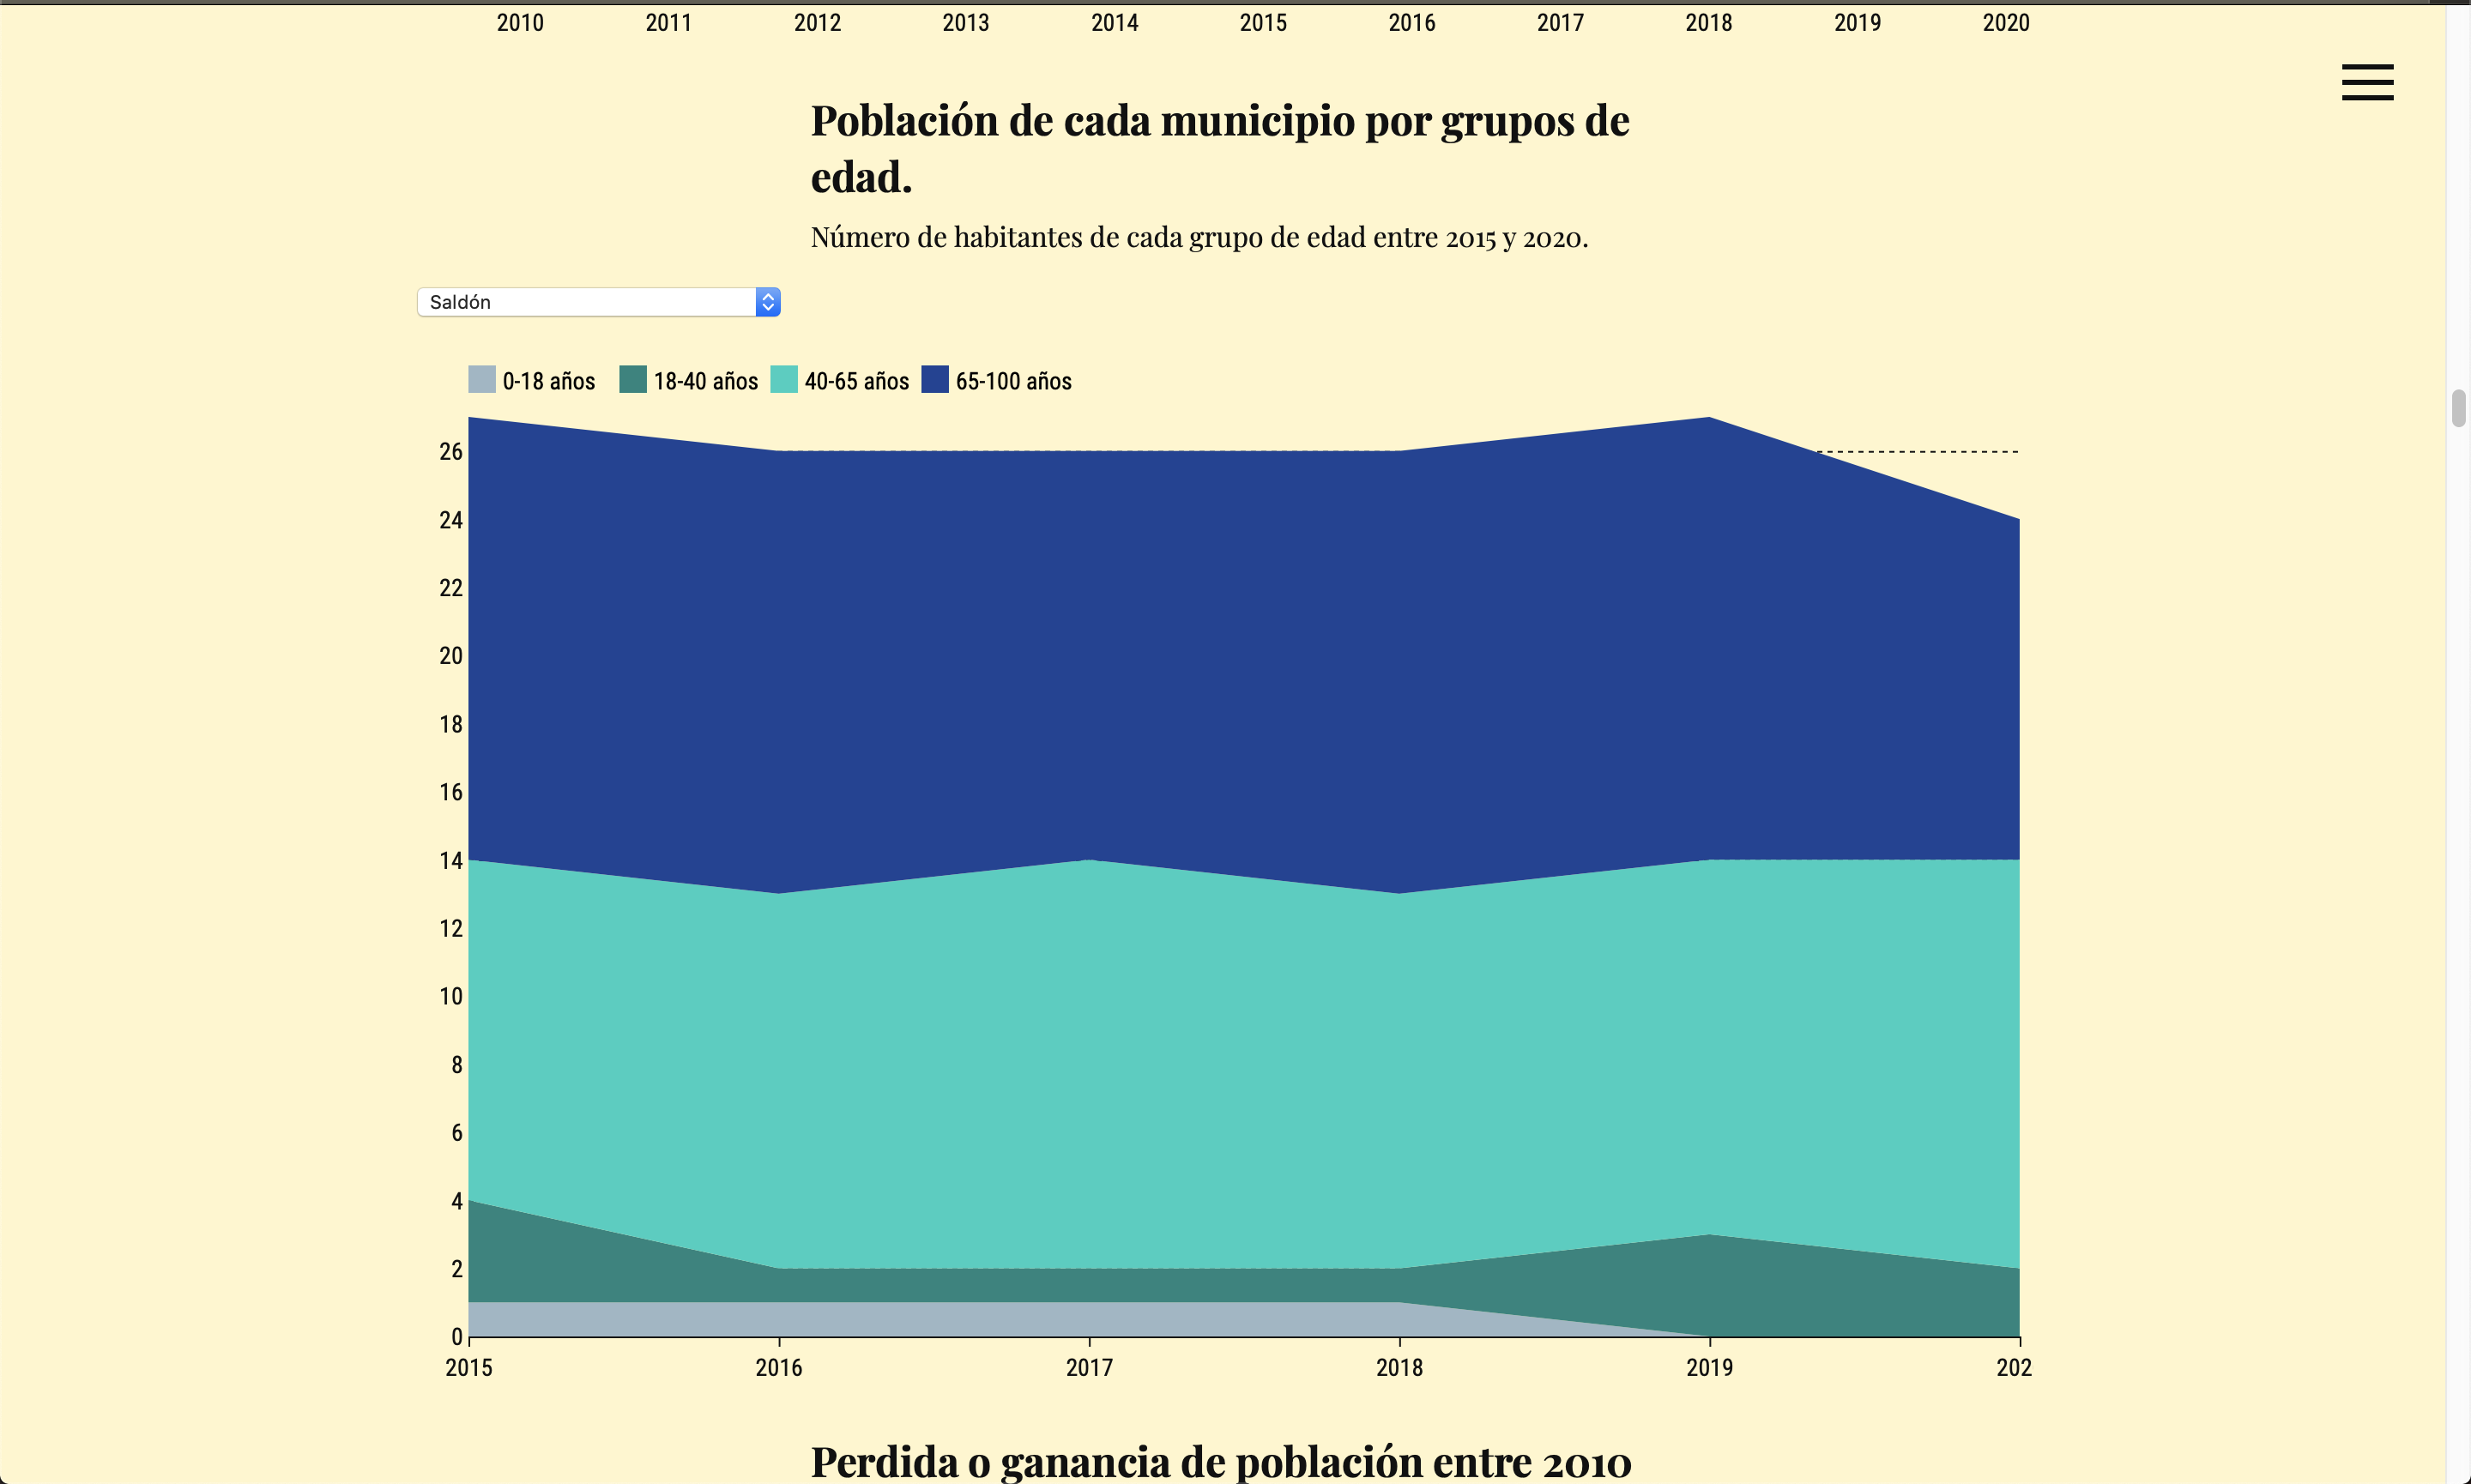 2010 2011 2012 2013 2014 2015 2016 2017 2018 2019 2020
Población de cada municipio por grupos de
edad.
Número de habitantes de cada grupo de edad entre 2015 y 2020.
Saldón
0-18 años 18-40 años 40-65 años 65-100 años
26
24
22
20
18
16
14
12
10
8
6
4
2
0
2015 2016 2017 2018 2019 202
Perdida o ganancia de población entre 2010